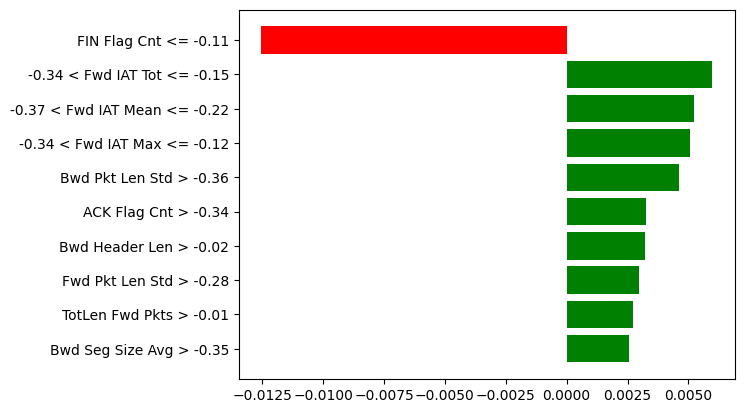 FIN Flag Cnt <= -0.11
-0.34 < Fwd IAT Tot <= -0.15
-0.37 < Fwd IAT Mean <= -0.22
-0.34 < Fwd IAT Max <= -0.12
Bwd Pkt Len Std > -0.36
ACK Flag Cnt > -0.34
Bwd Header Len > -0.02
Fwd Pkt Len Std > -0.28
TotLen Fwd Pkts > -0.01
Bwd Seg Size Avg > -0.35
−0.0125 −0.0100 −0.0075 −0.0050 −0.0025 0.0000 0.0025 0.0050